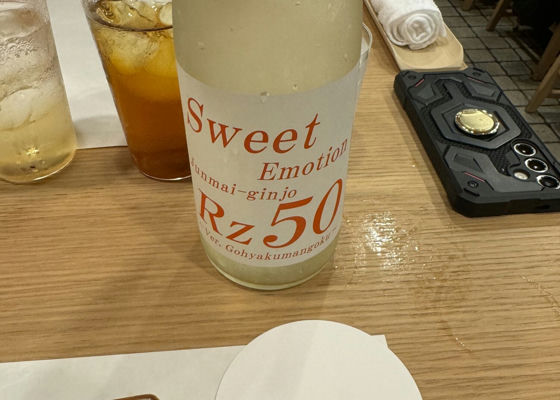 Sweet
Emotion
Junmai-ginjo
Rz50
- Ver. Gohyakumangoku -